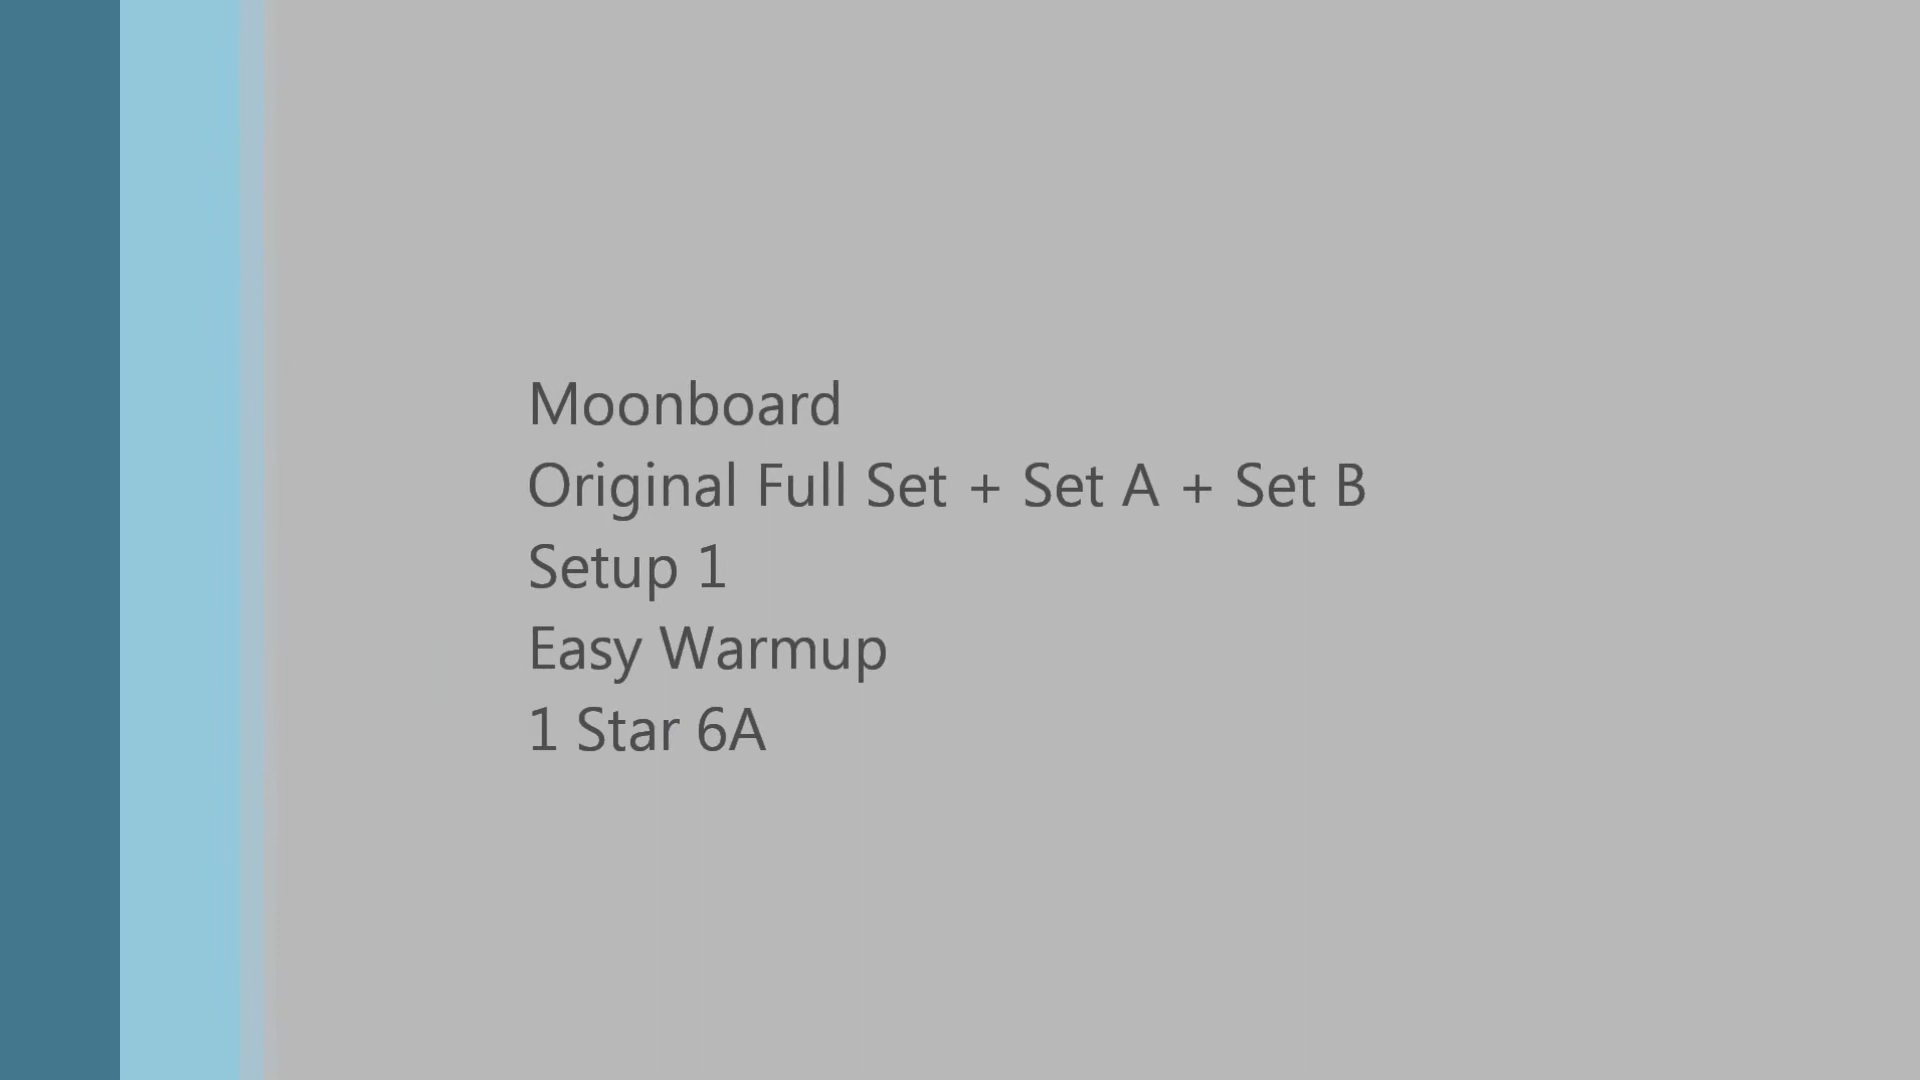 Moonboard
Original Full Set + Set A + Set B
Setup 1
Easy Warmup
1 Star 6A